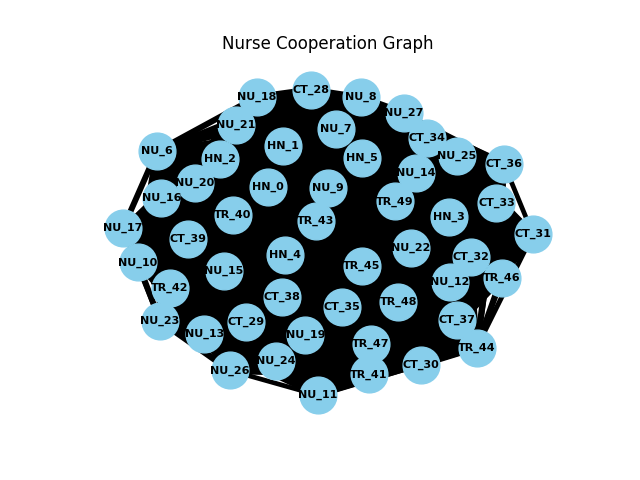 Nurse Cooperation Graph
CT_28
NU_18
NU_8
NU_27
NU_21
NU_7
CT_34
HN_1
NU_6
HN_2
HN_5
NU_25
CT_36
NU_14
NU_20
HN_0
NU_9
NU_16
TR_49
CT_33
TR_40
TR_43
HN_3
NU_17
CT_31
CT_39
NU_22
HN_4
CT_32
NU_10
NU_15
TR_45
TR_46
NU_12
TR_42
CT_38
TR_48
CT_35
NU_23
CT_29
CT_37
NU_13
NU_19
TR_47
TR_44
NU_24
CT_30
NU_26
TR_41
NU_11